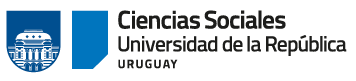 Ciencias Sociales
Universidad de la República
URUGUAY